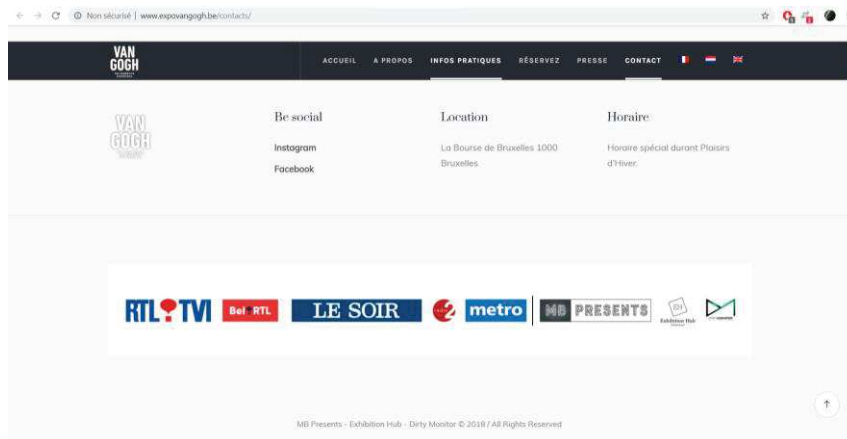 Non sécurisé | www.expovangogh.be/contacts/
VAN
GOGH
ACCUEIL A PROPOS INFOS PRATIQUES RÉSERVEZ PRESSE CONTACT
VAN
GOGH
Be social
Instagram
Facebook
Location
La Bourse de Bruxelles 1000
Bruxelles
Horaire
Horaire spécial durant Plaisirs
d'Hiver.
RTL TVI Bel RTL LE SOIR 2 metro MB PRESENTS Exhibition Hub
MB Presents - Exhibition Hub - Dirty Monitor © 2018 / All Rights Reserved